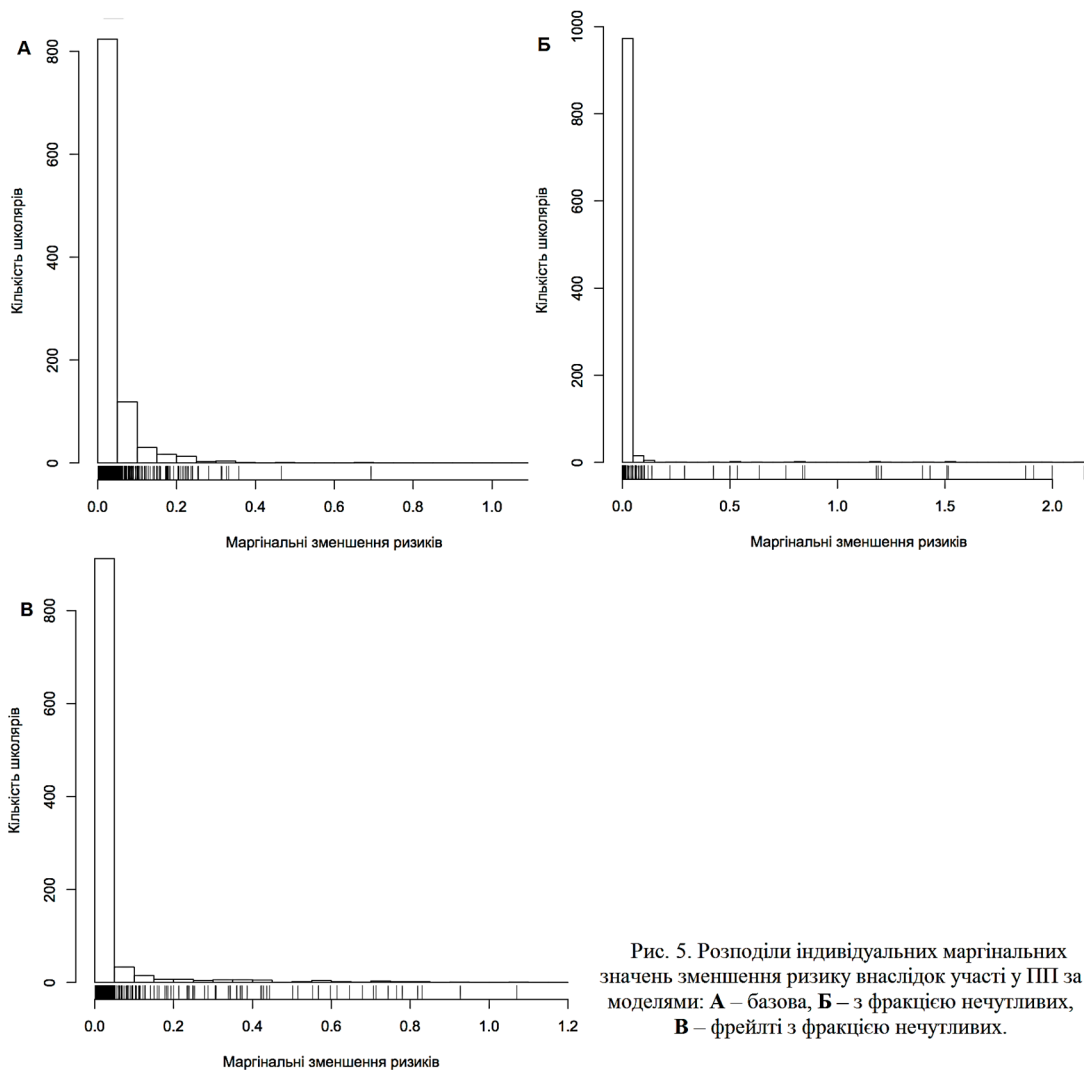 А
Кількість школярів
800
600
400
200
0
0.0 0.2 0.4 0.6 0.8 1.0
Маргінальні зменшення ризиків
Б
Кількість школярів
1000
800
600
400
200
0
0.0 0.5 1.0 1.5 2.0
Маргінальні зменшення ризиків
В
Кількість школярів
800
600
400
200
0
0.0 0.2 0.4 0.6 0.8 1.0 1.2
Маргінальні зменшення ризиків
Рис. 5. Розподіли індивідуальних маргінальних
значень зменшення ризику внаслідок участі у ПП за
моделями: А – базова, Б – з фракцією нечутливих,
В – фрейлті з фракцією нечутливих.